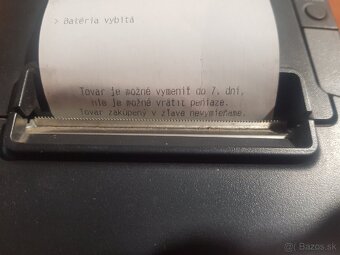 > Batéria vybitá
Tovar je možné vymeniť do 7. dní,
nie je možné vrátiť peniaze.
Tovar zakúpený v zľave nevymieňame.
Bazos.sk